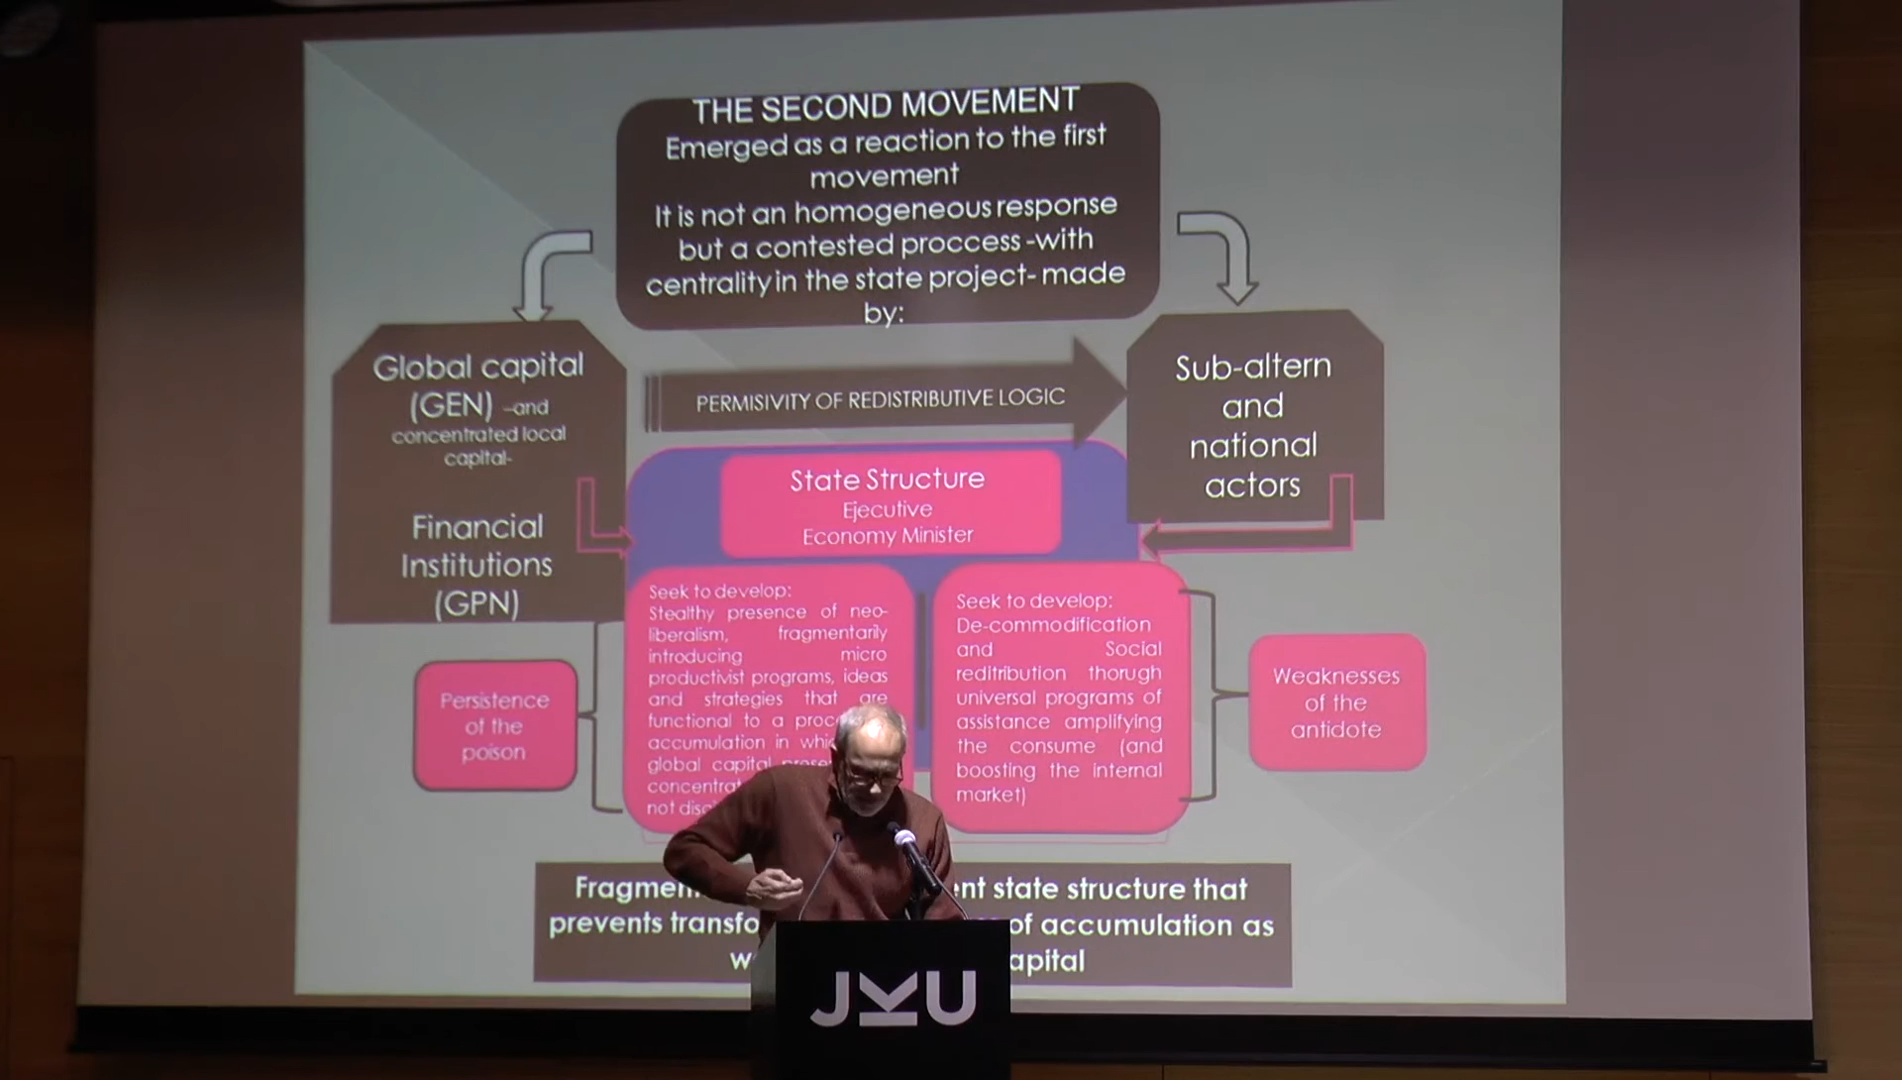 THE SECOND MOVEMENT
Emerged as a reaction to the first
movement
It is not an homogeneous response
but a contested proccess -with
centrality in the state project- made
by:
Global capital
(GEN) -and
concentrated local
capital-
Financial
Institutions
(GPN)
PERMISIVITY OF REDISTRIBUTIVE LOGIC
Sub-altern
and
national
actors
State Structure
Ejecutive
Economy Minister
Seek to develop:
Stealthy presence of neo-
liberalism, fragmentarily
introducing micro
productivist programs, ideas
and strategies that are
functional to a
accumulation in
global capital
not
Seek to develop:
De-commodification
and Social
reditribution thorugh
universal programs of
assistance amplifying
the consume (and
boosting the internal
market)
Persistence
of the
poison
Weaknesses
of the
antidote
state structure that
prevents of accumulation as
JKU